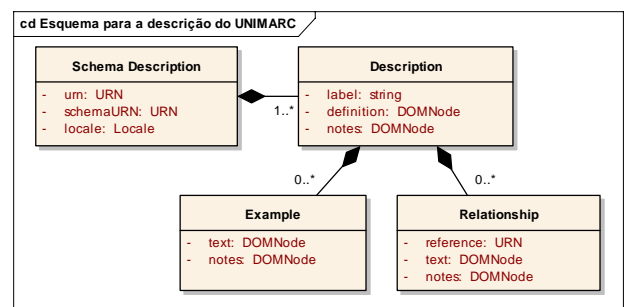 cd Esquema para a descrição do UNIMARC
Schema Description
- urn: URN
- schemaURN: URN
- locale: Locale
1..*
Description
- label: string
- definition: DOMNode
- notes: DOMNode
0..*
0..*
Example
- text: DOMNode
- notes: DOMNode
Relationship
- reference: URN
- text: DOMNode
- notes: DOMNode